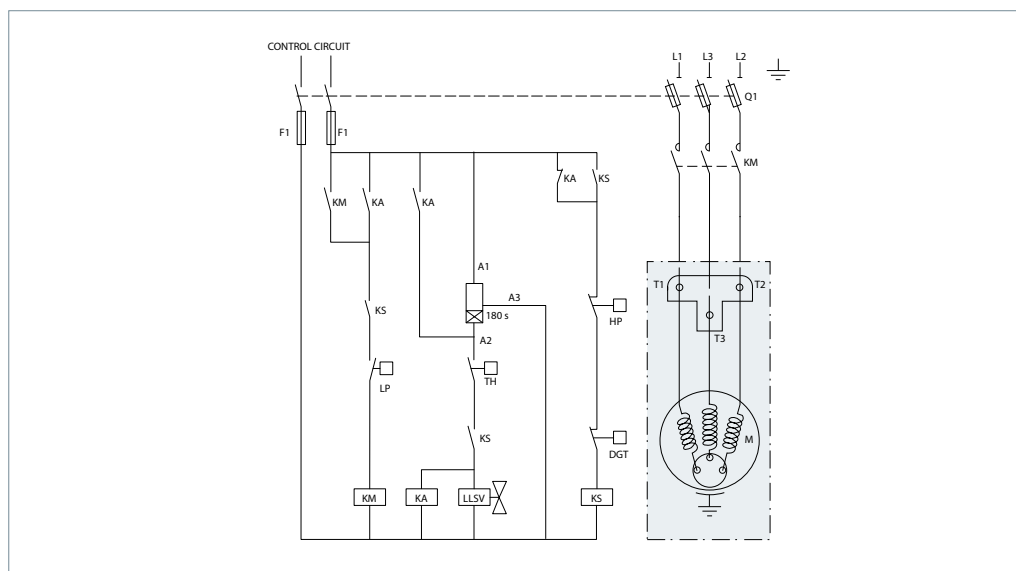 CONTROL CIRCUIT
L1 L3 L2
Q1
F1 F1
KM
KA KS
KM KA KA
A1
T1 T2
A3
180 s
KS
HP
A2
T3
TH
LP
KS
M
DGT
KM KA LLSV KS